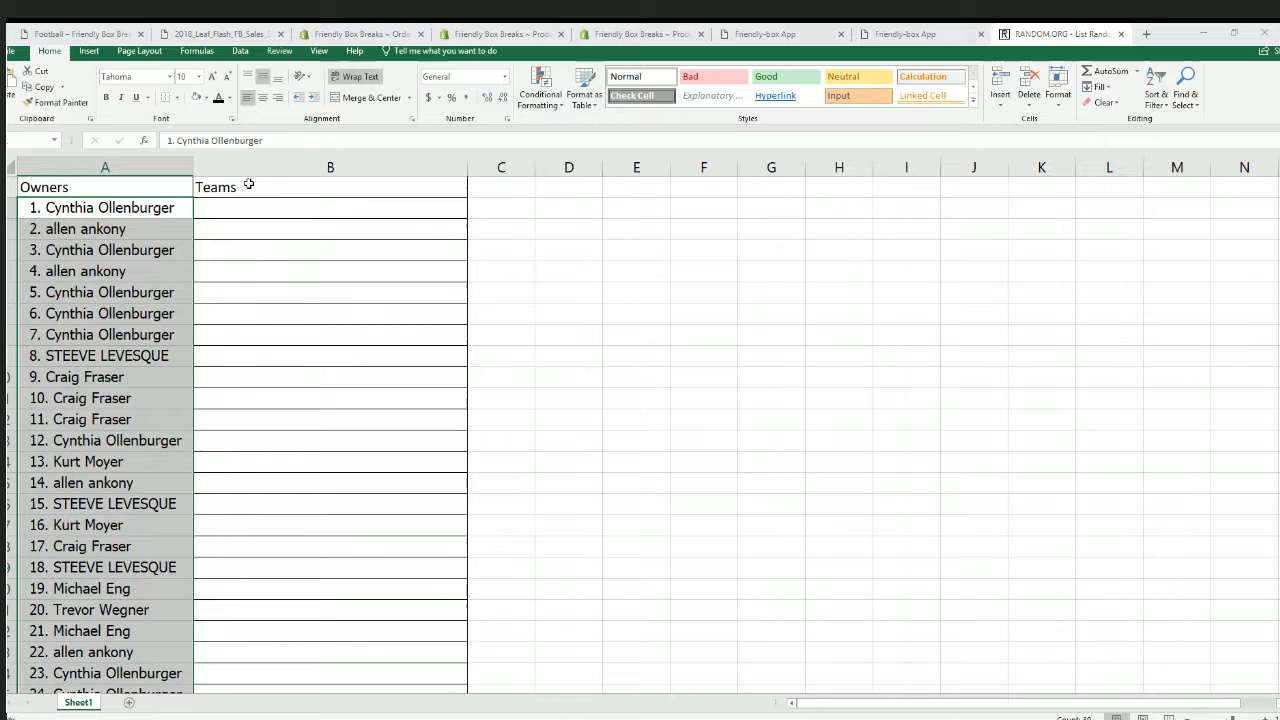 Football – Friendly Box Bre
2018_Leaf_Flash_FB_Sales_S
Friendly Box Breaks ~ Orde
Friendly Box Breaks ~ Prod
Friendly Box Breaks ~ Prod
Friendly-box App
Friendly-box App
RANDOM.ORG - List Rand
Home Insert Page Layout Formulas Data Review View Help Tell me what you want to do
Cut
Copy
Format Painter
Clipboard
Tahoma 10
B I U
Font
Wrap Text
Merge & Center
Alignment
General
$ % ,
Number
Conditional Formatting
Format as Table
Normal Bad Good Neutral Calculation
Check Cell Explanatory ... Hyperlink Input Linked Cell
Styles
Insert Delete Format
Cells
AutoSum
Fill
Clear
Sort & Filter
Find & Select
Editing
1. Cynthia Ollenburger
A B C D E F G H I J K L M N
Owners Teams
1. Cynthia Ollenburger
2. allen ankony
3. Cynthia Ollenburger
4. allen ankony
5. Cynthia Ollenburger
6. Cynthia Ollenburger
7. Cynthia Ollenburger
8. STEEVE LEVESQUE
9. Craig Fraser
10. Craig Fraser
11. Craig Fraser
12. Cynthia Ollenburger
13. Kurt Moyer
14. allen ankony
15. STEEVE LEVESQUE
16. Kurt Moyer
17. Craig Fraser
18. STEEVE LEVESQUE
19. Michael Eng
20. Trevor Wegner
21. Michael Eng
22. allen ankony
23. Cynthia Ollenburger
24. Cynthia Ollenburger
Sheet1